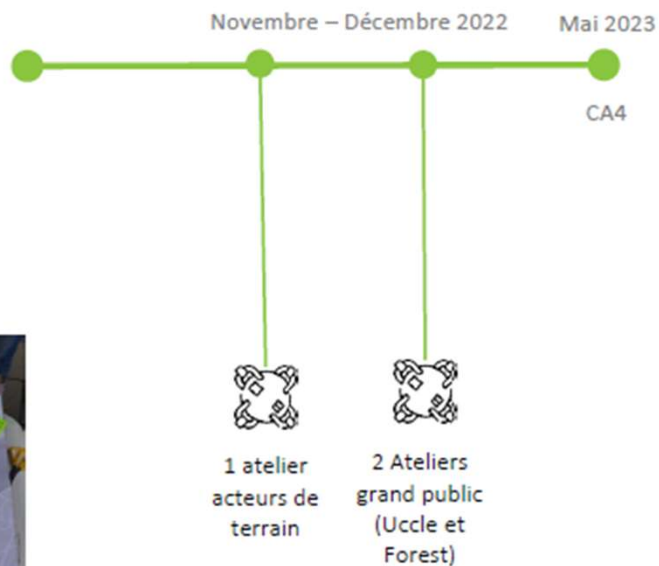 Novembre – Décembre 2022
Mai 2023
CA4
1 atelier
acteurs de
terrain
2 Ateliers
grand public
(Uccle et
Forest)